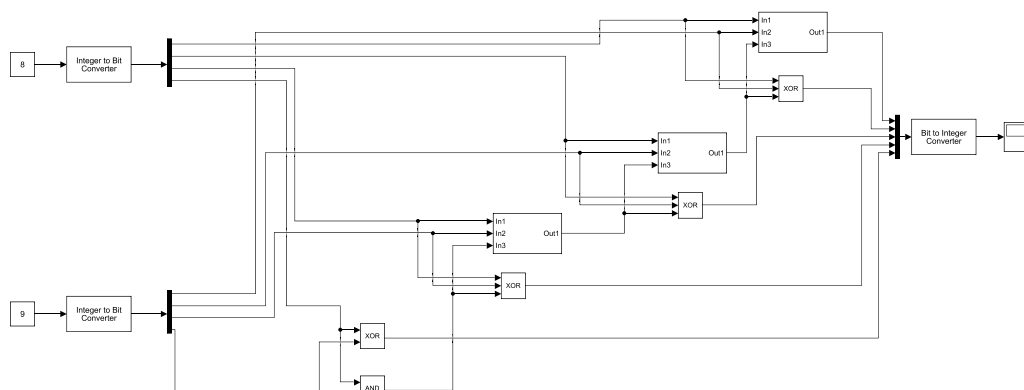 8
Integer to Bit
Converter
In1
In2
In3
Out1
XOR
In1
In2
In3
Out1
XOR
Bit to Integer
Converter
In1
In2
In3
Out1
XOR
9
Integer to Bit
Converter
XOR
AND